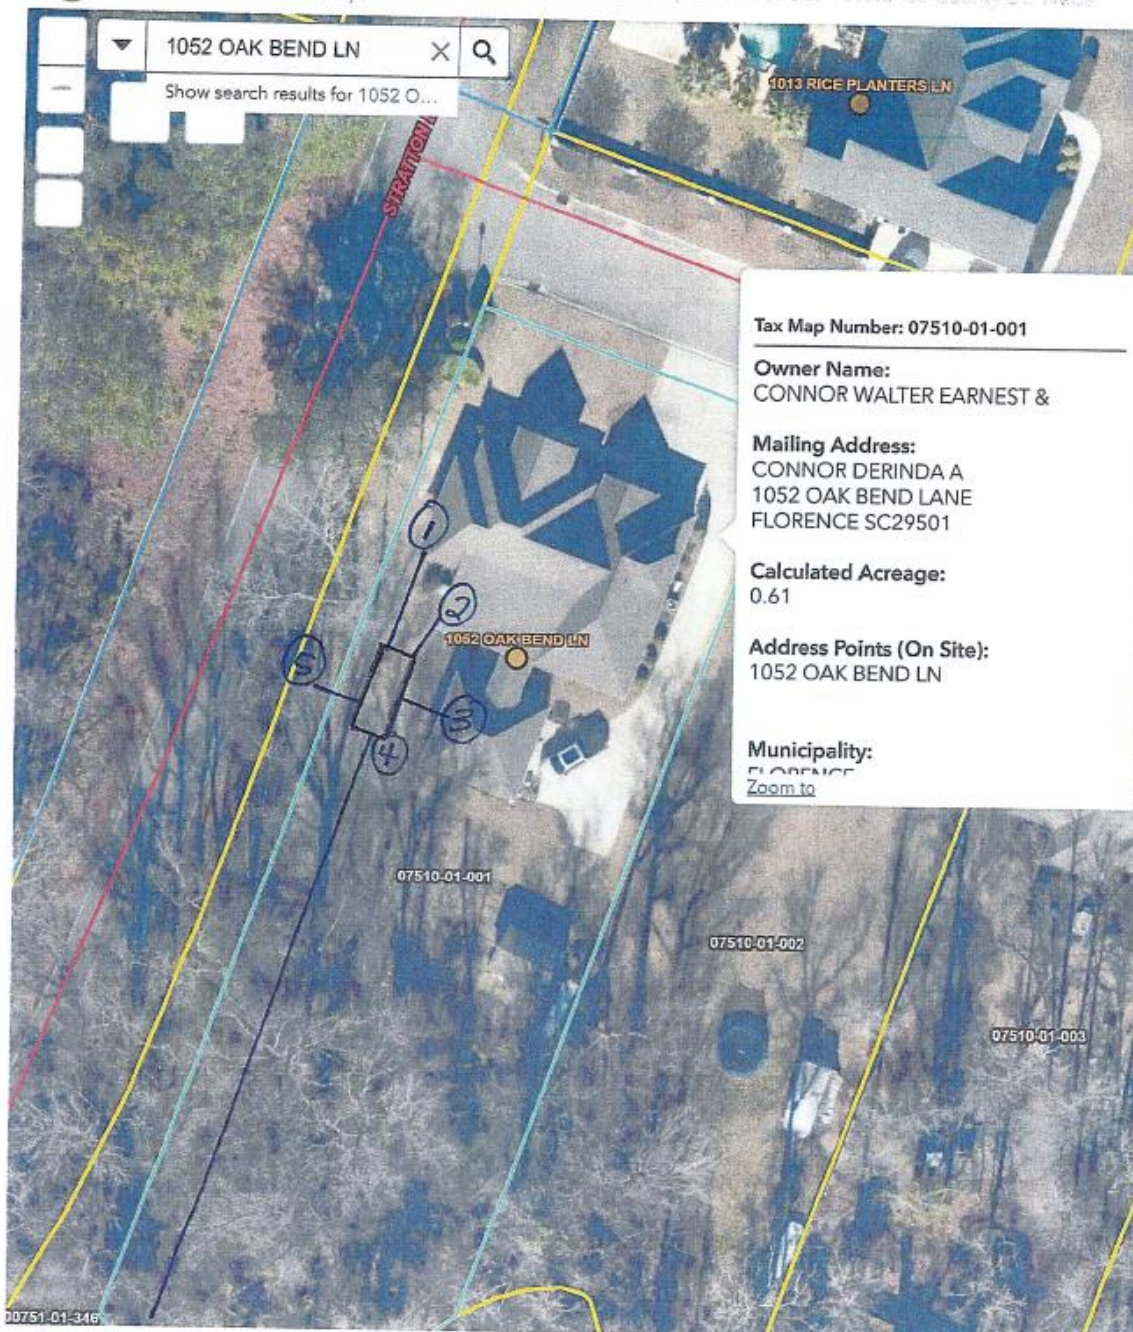 1052 OAK BEND LN
Show search results for 1052 O...
1013 RICE PLANTERS LN
STRATTON
Tax Map Number: 07510-01-001
Owner Name:
CONNOR WALTER EARNEST &
Mailing Address:
CONNOR DERINDA A
1052 OAK BEND LANE
FLORENCE SC29501
Calculated Acreage:
0.61
Address Points (On Site):
1052 OAK BEND LN
Municipality:
FLORENCE
Zoom to
1
2
1052 OAK BEND LN
5
3
4
07510-01-001
07510-01-002
07510-01-003
00751-01-346